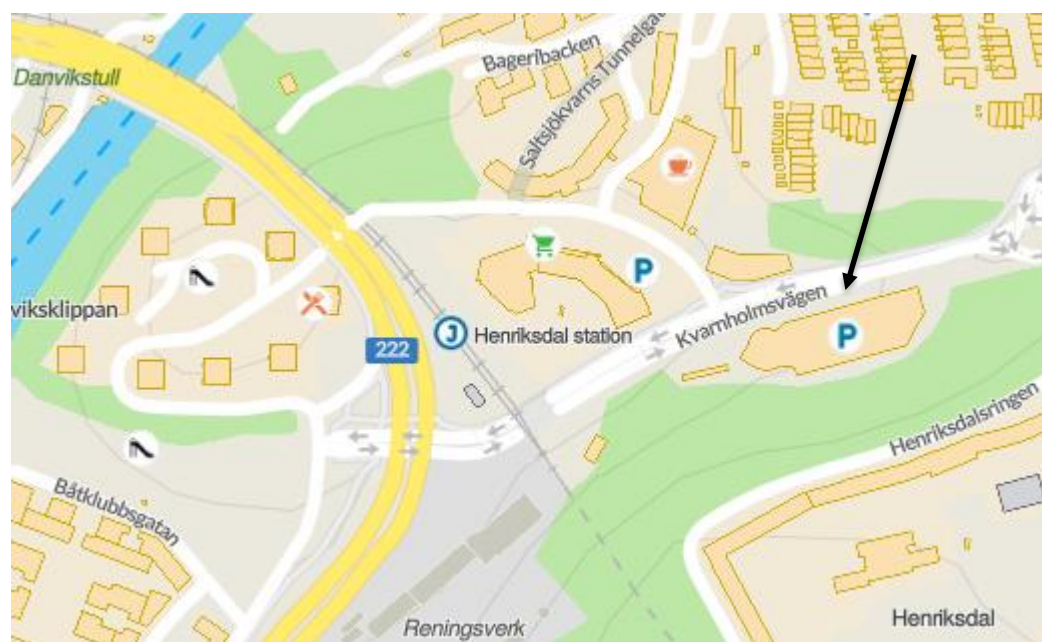 Danvikstull
Bageribacken
Saltsjökvarns Tunnelgat
P
viksklippan
J
Henriksdal station
222
Kvarnholmsvägen
P
Henriksdalsringen
Båtklubbsgatan
Reningsverk
Henriksdal